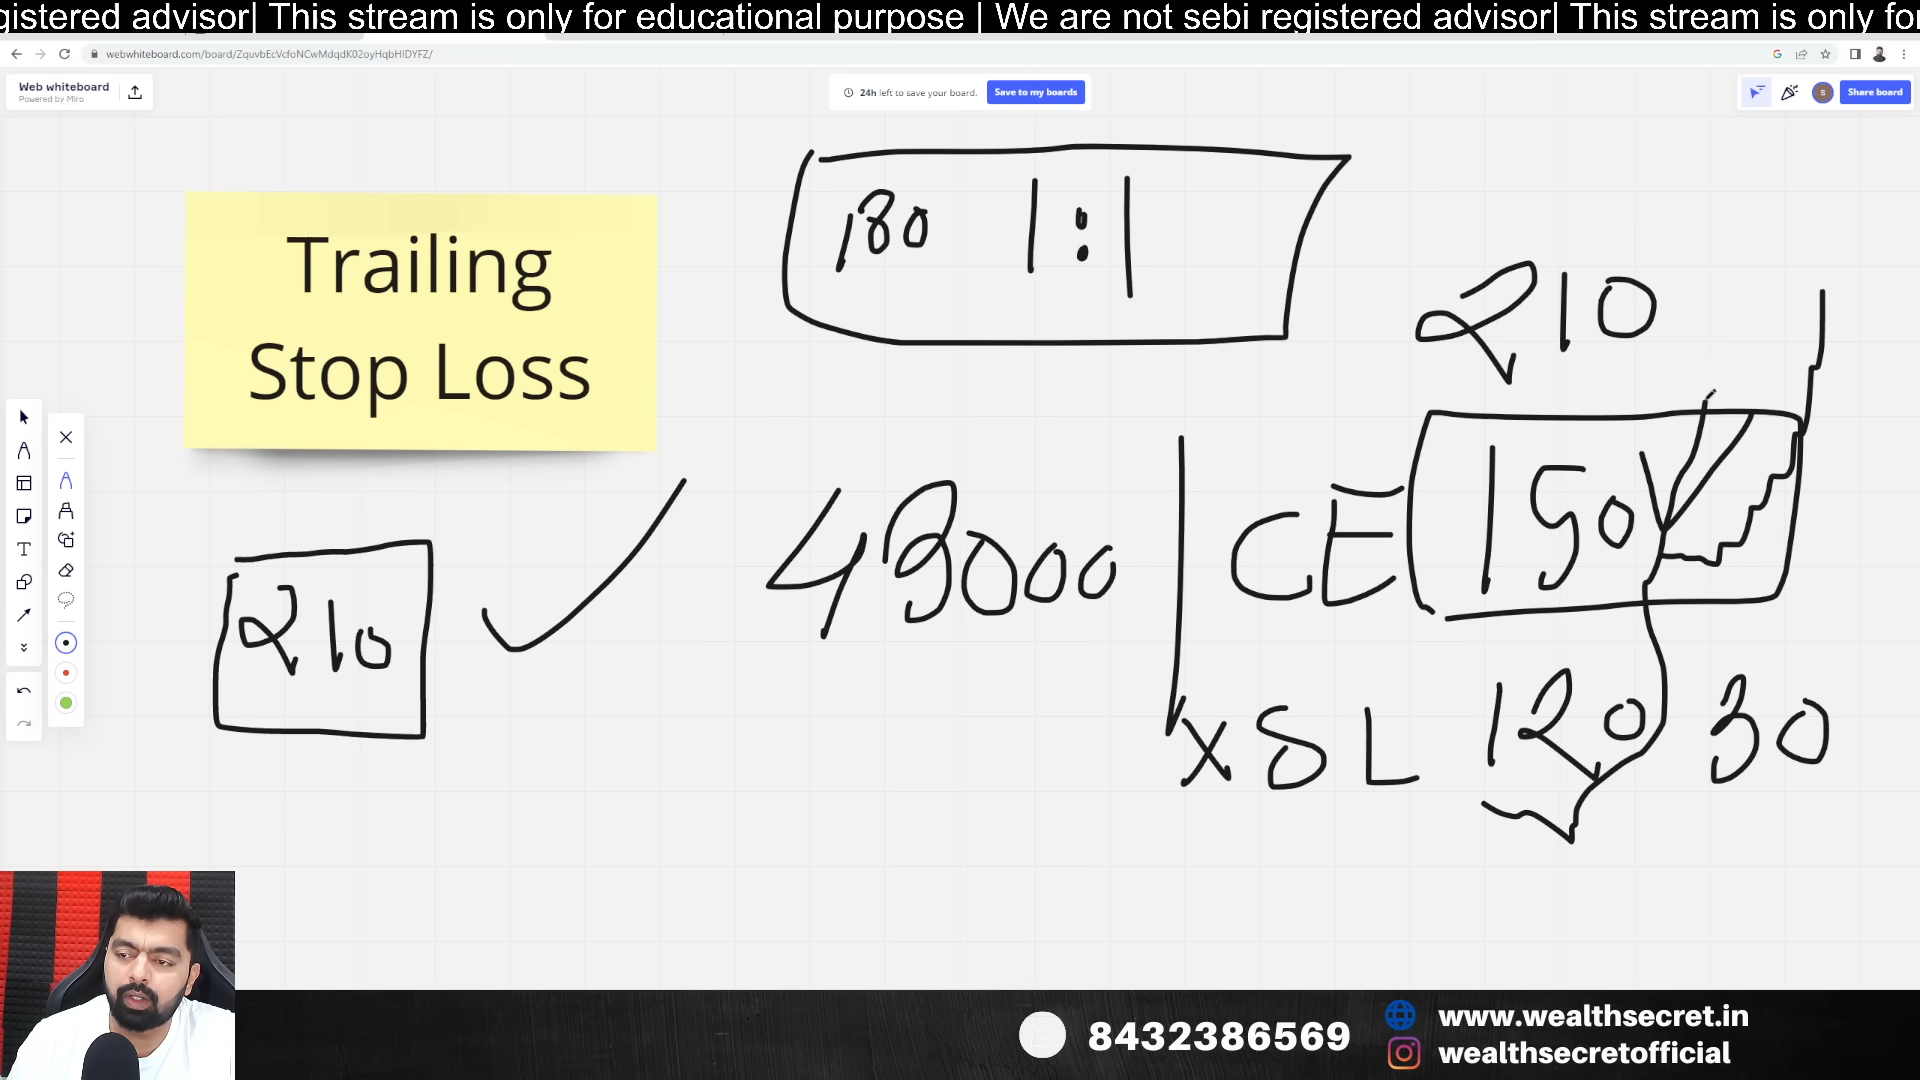 gistered advisor| This stream is only for educational purpose | We are not sebi registered advisor| This stream is only for
webwhiteboard.com/board/ZquvbEcVcfoNCwMdqdK02oyHqbHIDYFZ/
Web whiteboard
Powered by Miro
24h left to save your board.
Save to my boards
S
Share board
180 1:1
Trailing
Stop Loss
210
210
43000 CE 150
x SL 120 30
8432386569
www.wealthsecret.in
wealthsecretofficial